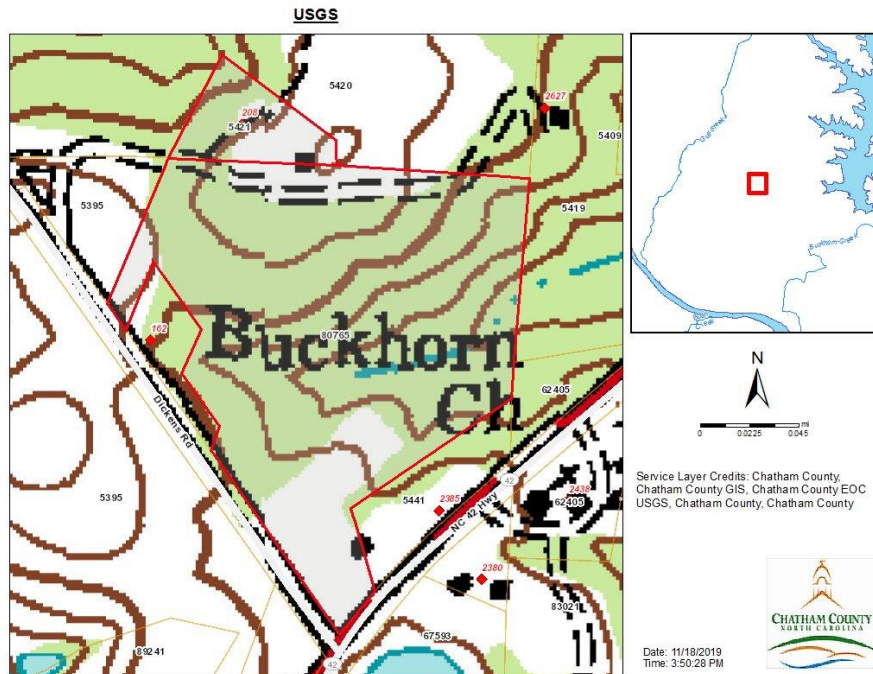 USGS
5420
2627
208
5421
5409
5395
5419
162
80765
Buckhorn
Ch
62405
Dickens Rd
42
5395
5441
2385
NC 42 Hwy
2438
62405
2380
83021
67593
89241
42
Buckhorn Creek
N
0 0.0225 0.045 mi
Service Layer Credits: Chatham County,
Chatham County GIS, Chatham County EOC
USGS, Chatham County, Chatham County
CHATHAM COUNTY
NORTH CAROLINA
Date: 11/18/2019
Time: 3:50:28 PM